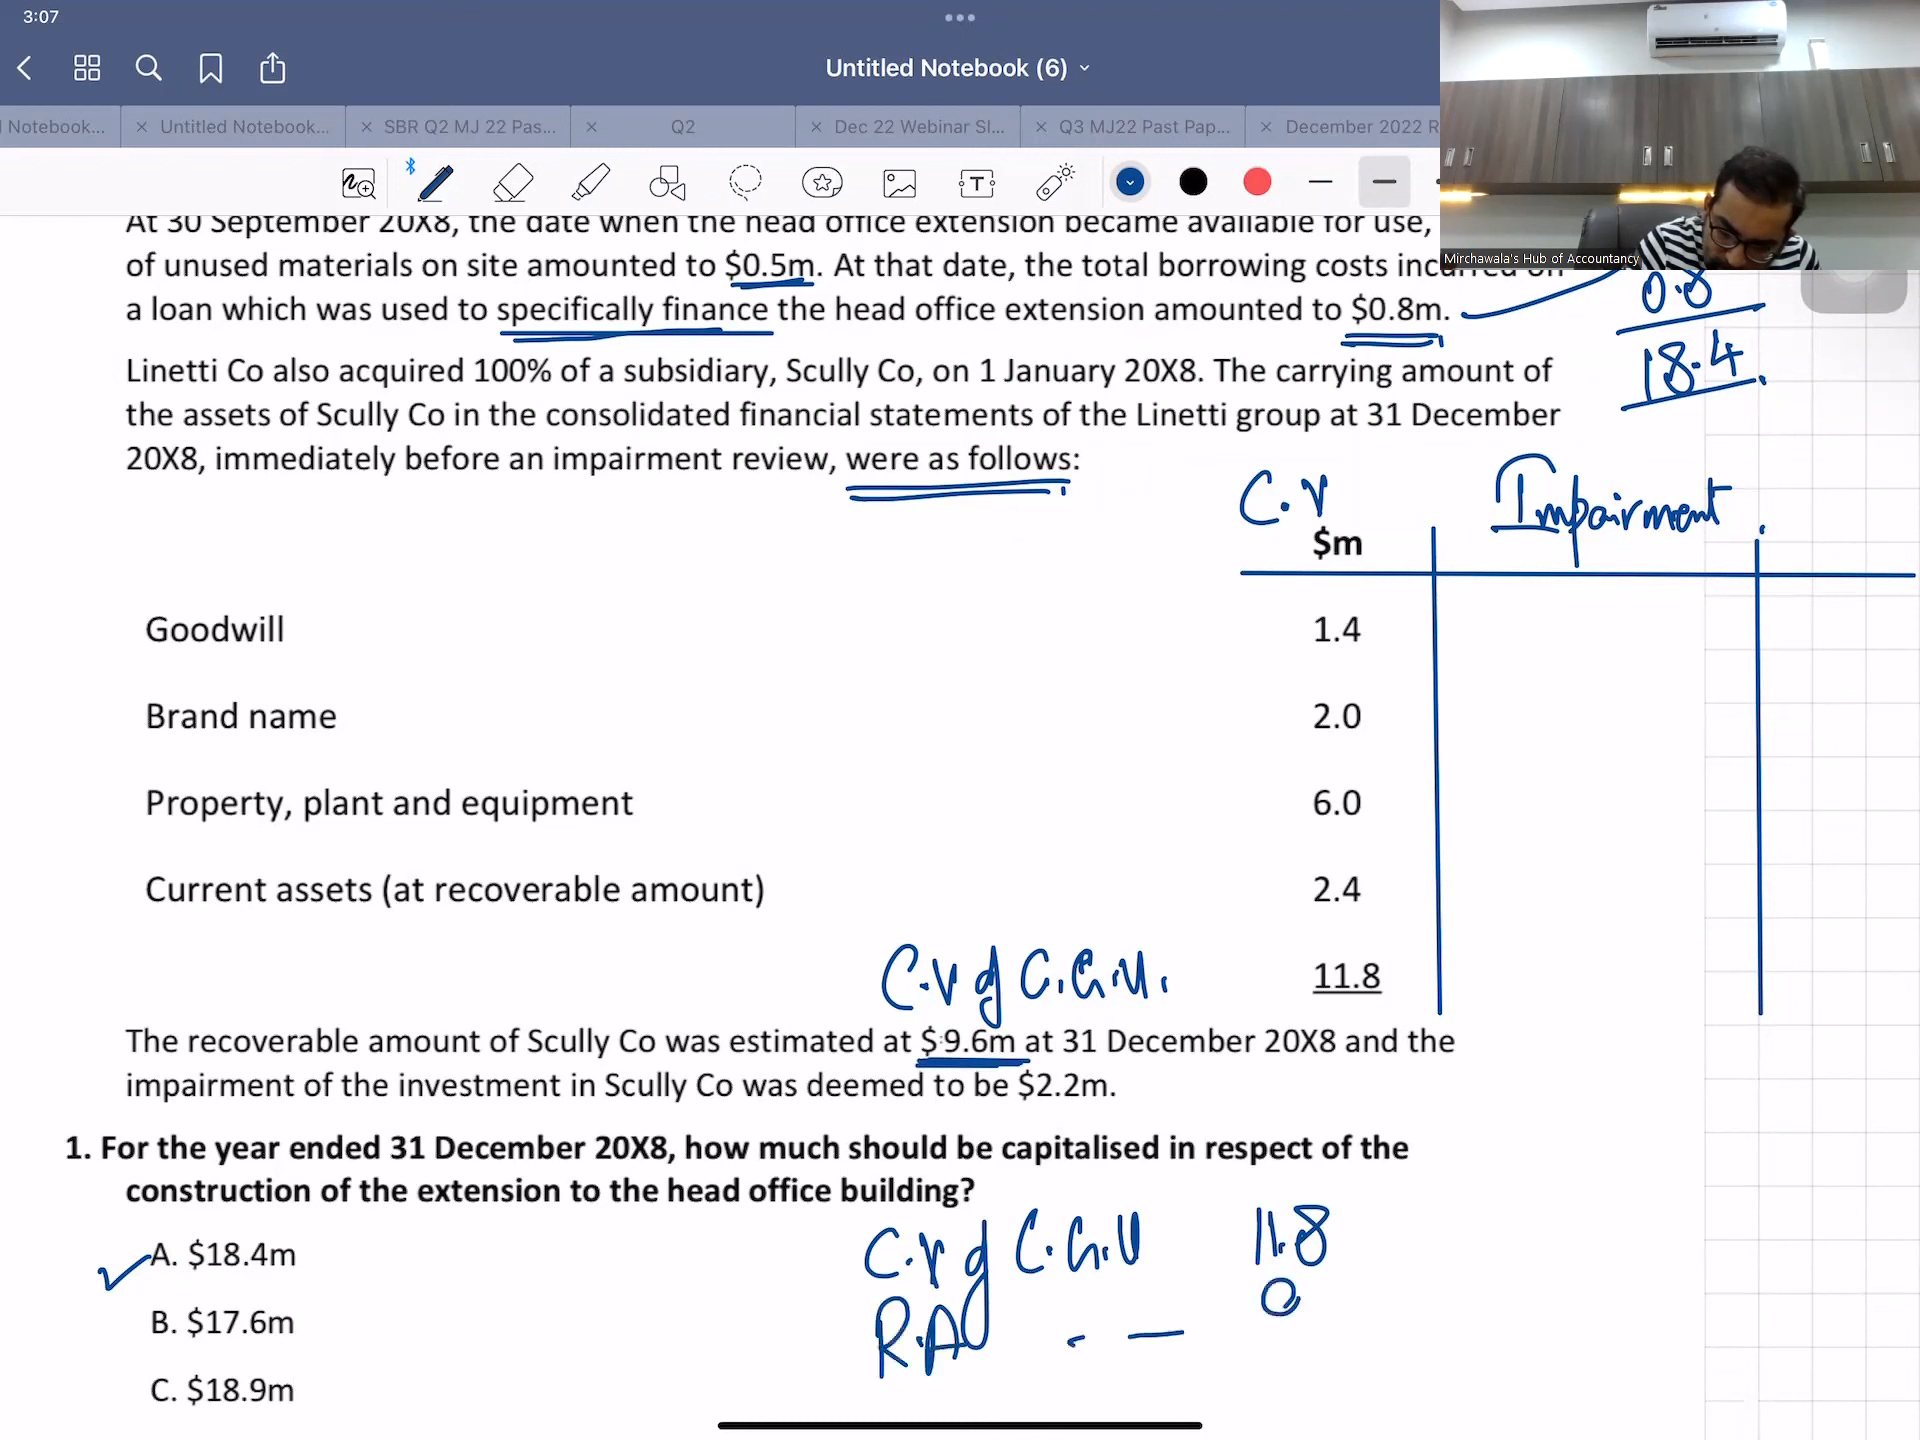 3:07
Untitled Notebook (6)
Notebook... × Untitled Notebook... × SBR Q2 MJ 22 Pas... × Q2 × Dec 22 Webinar Sl... × Q3 MJ22 Past Pap... × December 2022 R
T
Mirchawala's Hub of Accountancy
At 30 September 20X8, the date when the head office extension became available for use,
of unused materials on site amounted to $0.5m. At that date, the total borrowing costs incurred on
a loan which was used to specifically finance the head office extension amounted to $0.8m.
0.8
18.4
Linetti Co also acquired 100% of a subsidiary, Scully Co, on 1 January 20X8. The carrying amount of
the assets of Scully Co in the consolidated financial statements of the Linetti group at 31 December
20X8, immediately before an impairment review, were as follows:
C.V Impairment
$m
Goodwill 1.4
Brand name 2.0
Property, plant and equipment 6.0
Current assets (at recoverable amount) 2.4
C.V of C.G.U. 11.8
The recoverable amount of Scully Co was estimated at $9.6m at 31 December 20X8 and the
impairment of the investment in Scully Co was deemed to be $2.2m.
1. For the year ended 31 December 20X8, how much should be capitalised in respect of the
construction of the extension to the head office building?
A. $18.4m
B. $17.6m
C. $18.9m
C.V of C.G.U 11.8
R.A